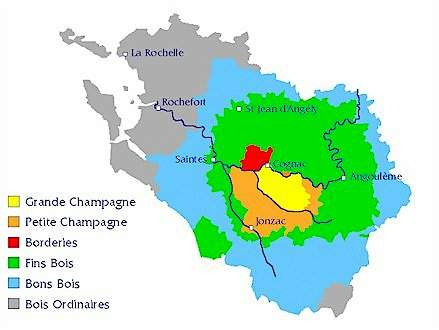 La Rochelle
Rochefort
St Jean d'Angély
Saintes
Cognac
Angoulême
Jonzac
Grande Champagne
Petite Champagne
Borderies
Fins Bois
Bons Bois
Bois Ordinaires